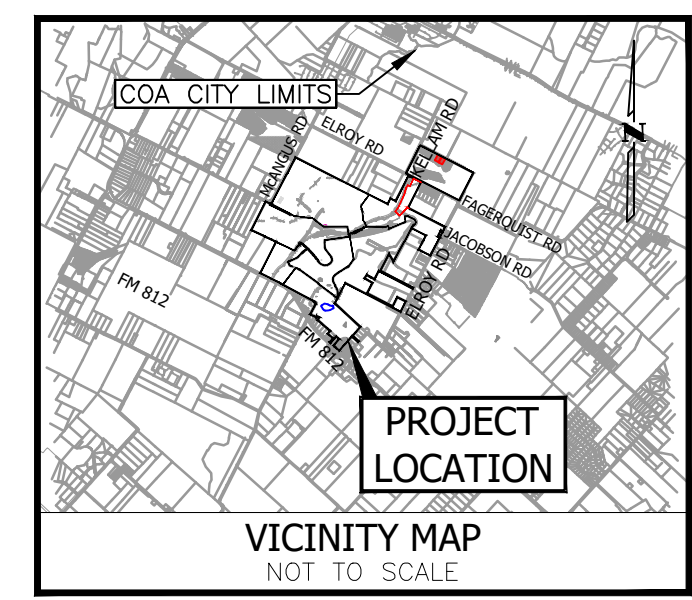 COA CITY LIMITS
KELLAM RD
ELROY RD
MCANGUS RD
N
FAGERQUIST RD
JACOBSON RD
ELROY RD
FM 812
FM 812
PROJECT
LOCATION
VICINITY MAP
NOT TO SCALE